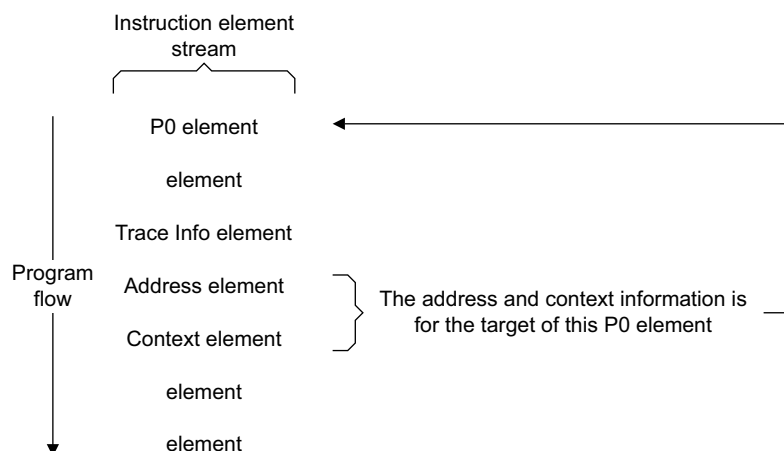 Instruction element
stream
P0 element
element
Trace Info element
Program
flow
Address element
Context element
The address and context information is
for the target of this P0 element
element
element